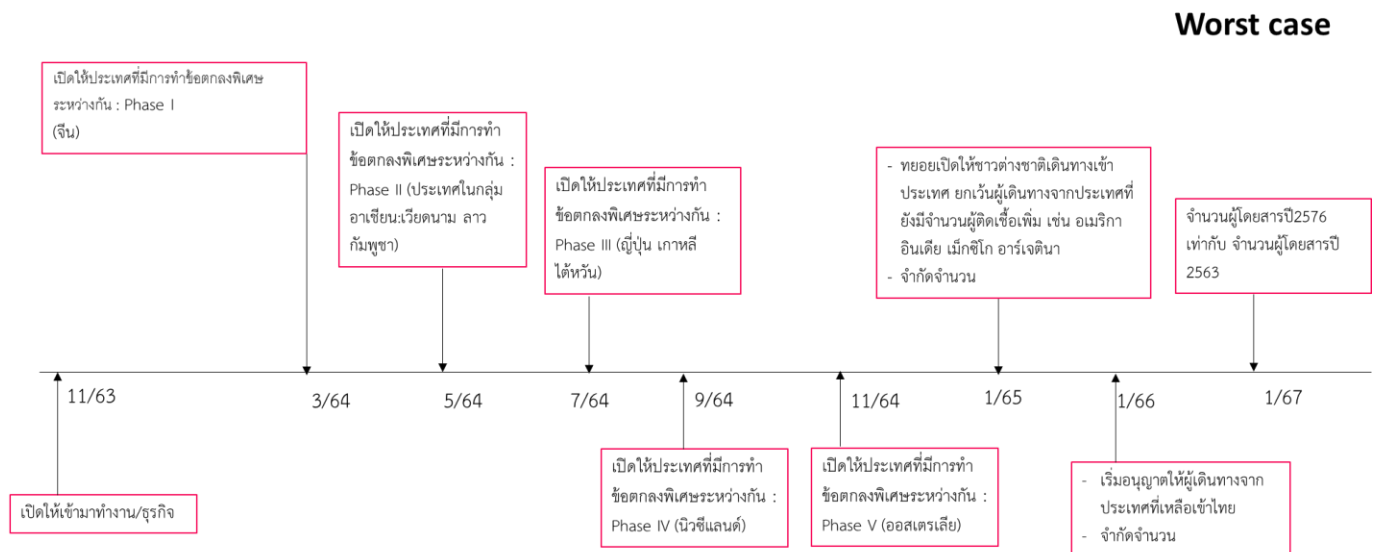 Worst case
เปิดให้ประเทศที่มีการทำข้อตกลงพิเศษ
ระหว่างกัน : Phase I
(จีน)
เปิดให้ประเทศที่มีการทำ
ข้อตกลงพิเศษระหว่างกัน :
Phase II (ประเทศในกลุ่ม
อาเซียน:เวียดนาม ลาว
กัมพูชา)
เปิดให้ประเทศที่มีการทำ
ข้อตกลงพิเศษระหว่างกัน :
Phase III (ญี่ปุ่น เกาหลี
ไต้หวัน)
- ทยอยเปิดให้ชาวต่างชาติเดินทางเข้า
ประเทศ ยกเว้นผู้เดินทางจากประเทศที่
ยังมีจำนวนผู้ติดเชื้อเพิ่ม เช่น อเมริกา
อินเดีย เม็กซิโก อาร์เจตินา
- จำกัดจำนวน
จำนวนผู้โดยสารปี2576
เท่ากับ จำนวนผู้โดยสารปี
2563
11/63
3/64
5/64
7/64
9/64
11/64
1/65
1/66
1/67
เปิดให้เข้ามาทำงาน/ธุรกิจ
เปิดให้ประเทศที่มีการทำ
ข้อตกลงพิเศษระหว่างกัน :
Phase IV (นิวซีแลนด์)
เปิดให้ประเทศที่มีการทำ
ข้อตกลงพิเศษระหว่างกัน :
Phase V (ออสเตรเลีย)
- เริ่มอนุญาตให้ผู้เดินทางจาก
ประเทศที่เหลือเข้าไทย
- จำกัดจำนวน